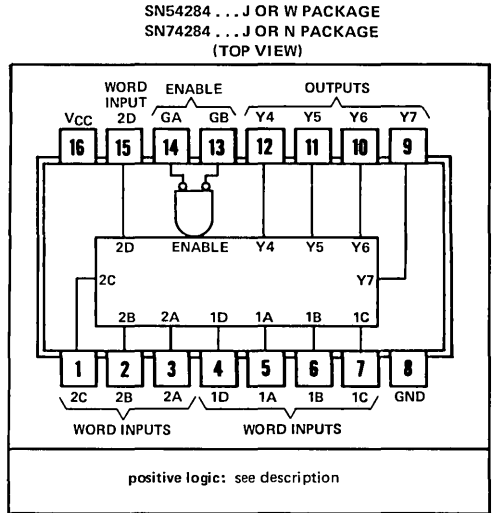 SN54284 . . . J OR W PACKAGE
SN74284 . . . J OR N PACKAGE
(TOP VIEW)
WORD INPUT ENABLE OUTPUTS
VCC 2D GA GB Y4 Y5 Y6 Y7
16 15 14 13 12 11 10 9
2D ENABLE Y4 Y5 Y6
2C Y7
2B 2A 1D 1A 1B 1C
1 2 3 4 5 6 7 8
2C 2B 2A 1D 1A 1B 1C GND
WORD INPUTS WORD INPUTS
positive logic: see description